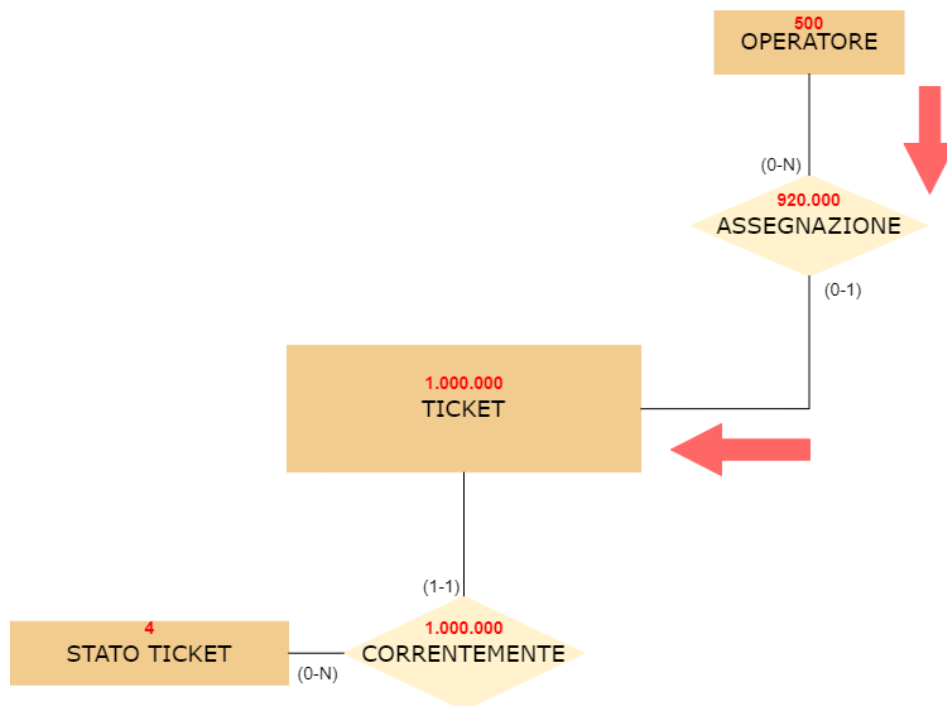 500
OPERATORE
(0-N)
920.000
ASSEGNAZIONE
(0-1)
1.000.000
TICKET
(1-1)
4
STATO TICKET
(0-N)
1.000.000
CORRENTEMENTE